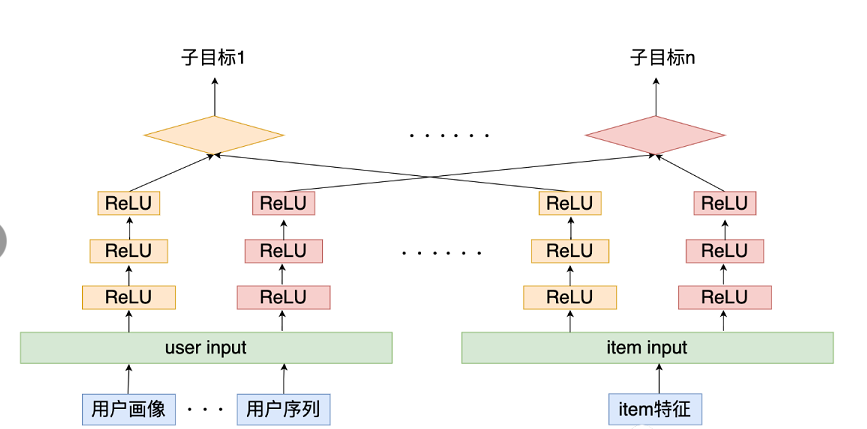 子目标1
子目标n
......
ReLU
ReLU
ReLU
ReLU
ReLU
ReLU
......
ReLU
ReLU
ReLU
ReLU
ReLU
ReLU
user input
item input
用户画像
...
用户序列
item特征